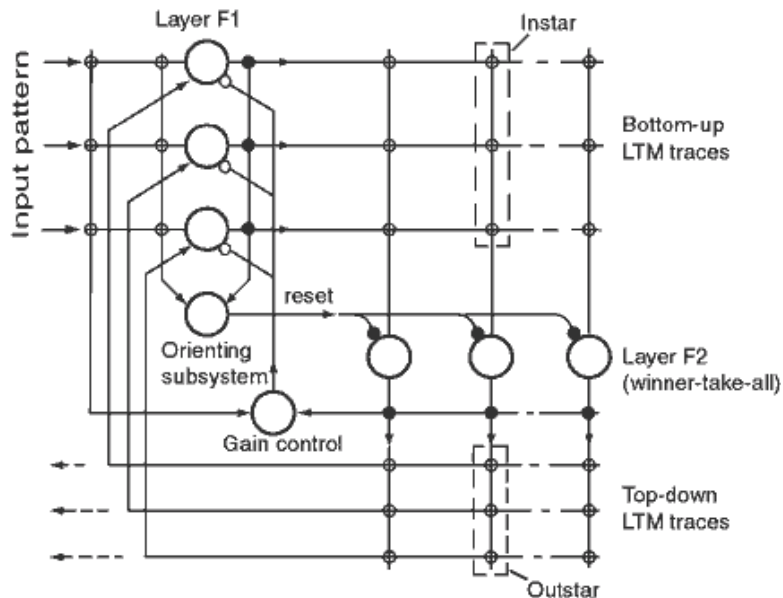 Layer F1
Instar
Input pattern
Bottom-up
LTM traces
reset
Orienting
subsystem
Layer F2
(winner-take-all)
Gain control
Top-down
LTM traces
Outstar